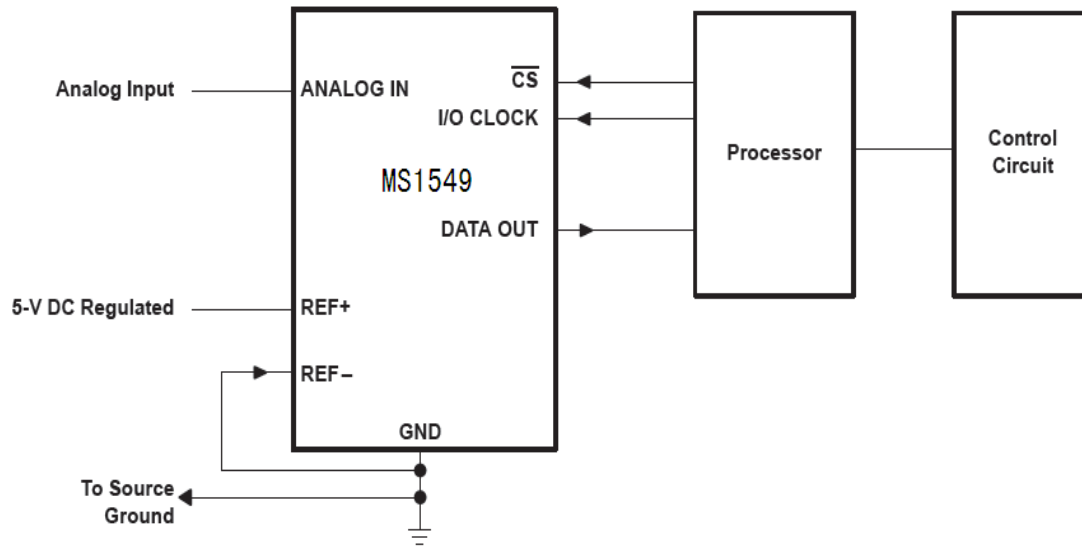 Analog Input
ANALOG IN
C̅S̅
I/O CLOCK
MS1549
DATA OUT
Processor
Control
Circuit
5-V DC Regulated
REF+
REF–
GND
To Source
Ground